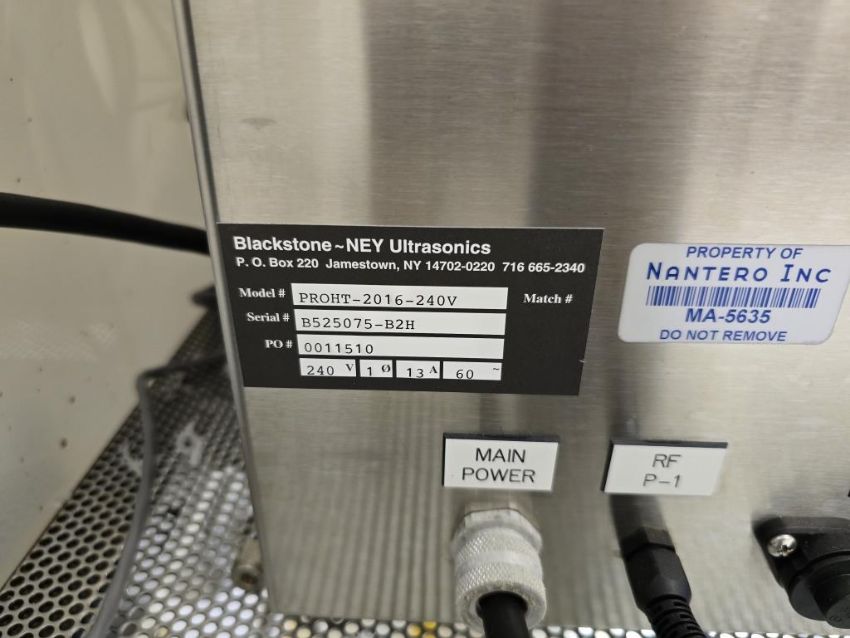 Blackstone~NEY Ultrasonics
P. O. Box 220 Jamestown, NY 14702-0220 716 665-2340
Model # PROHT-2016-240V Match #
Serial # B525075-B2H
PO # 0011510
240 V 1 Ø 13 A 60 ~
PROPERTY OF
NANTERO INC
MA-5635
DO NOT REMOVE
MAIN
POWER
RF
P-1